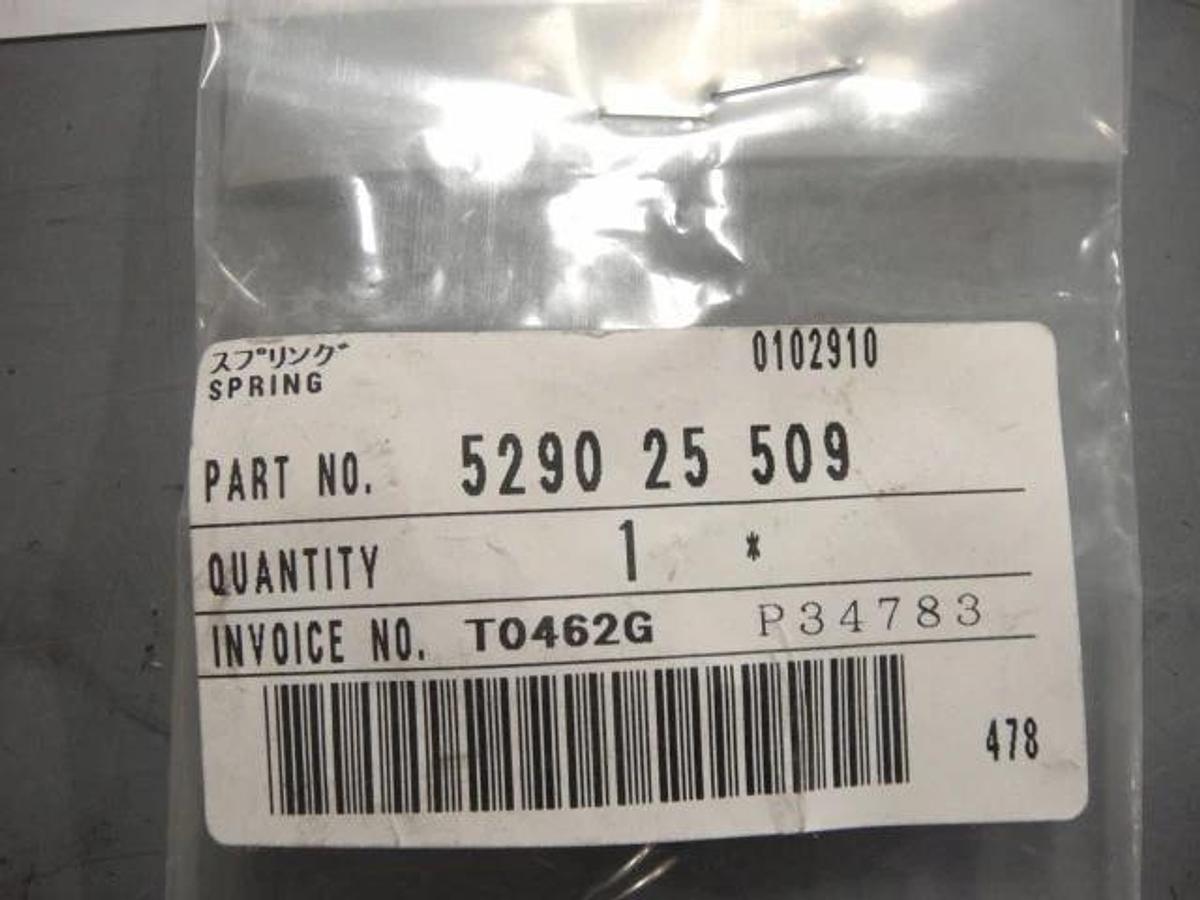 スプリング 0102910
SPRING
PART NO. 5290 25 509
QUANTITY 1 *
INVOICE NO. T0462G P34783
478